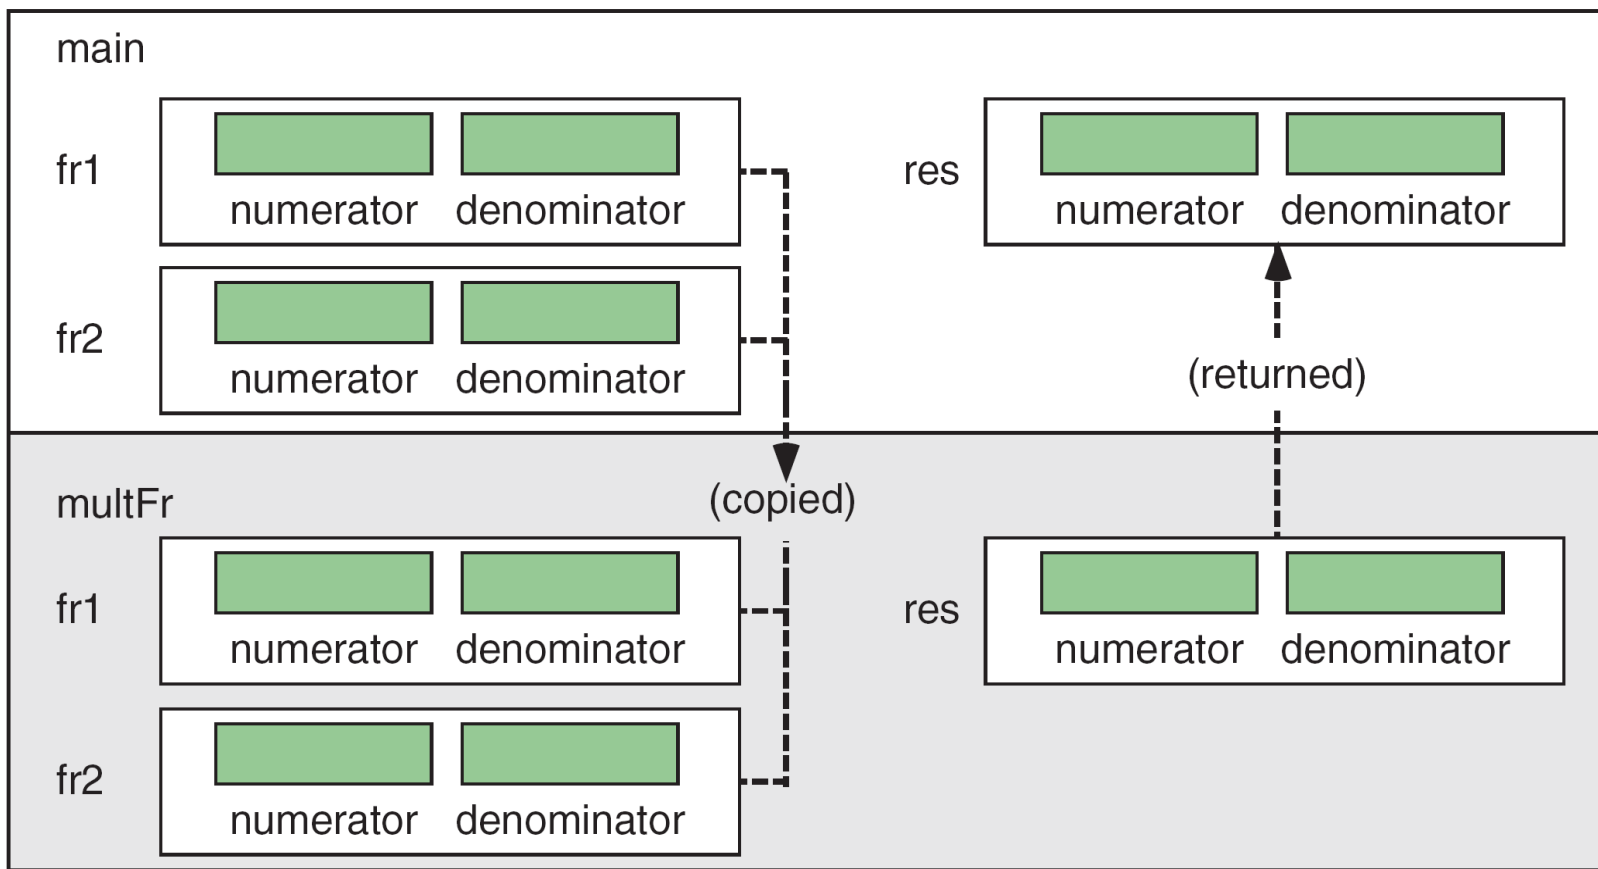 main
fr1
numerator denominator
res
numerator denominator
fr2
numerator denominator
(returned)
multFr
(copied)
fr1
numerator denominator
res
numerator denominator
fr2
numerator denominator